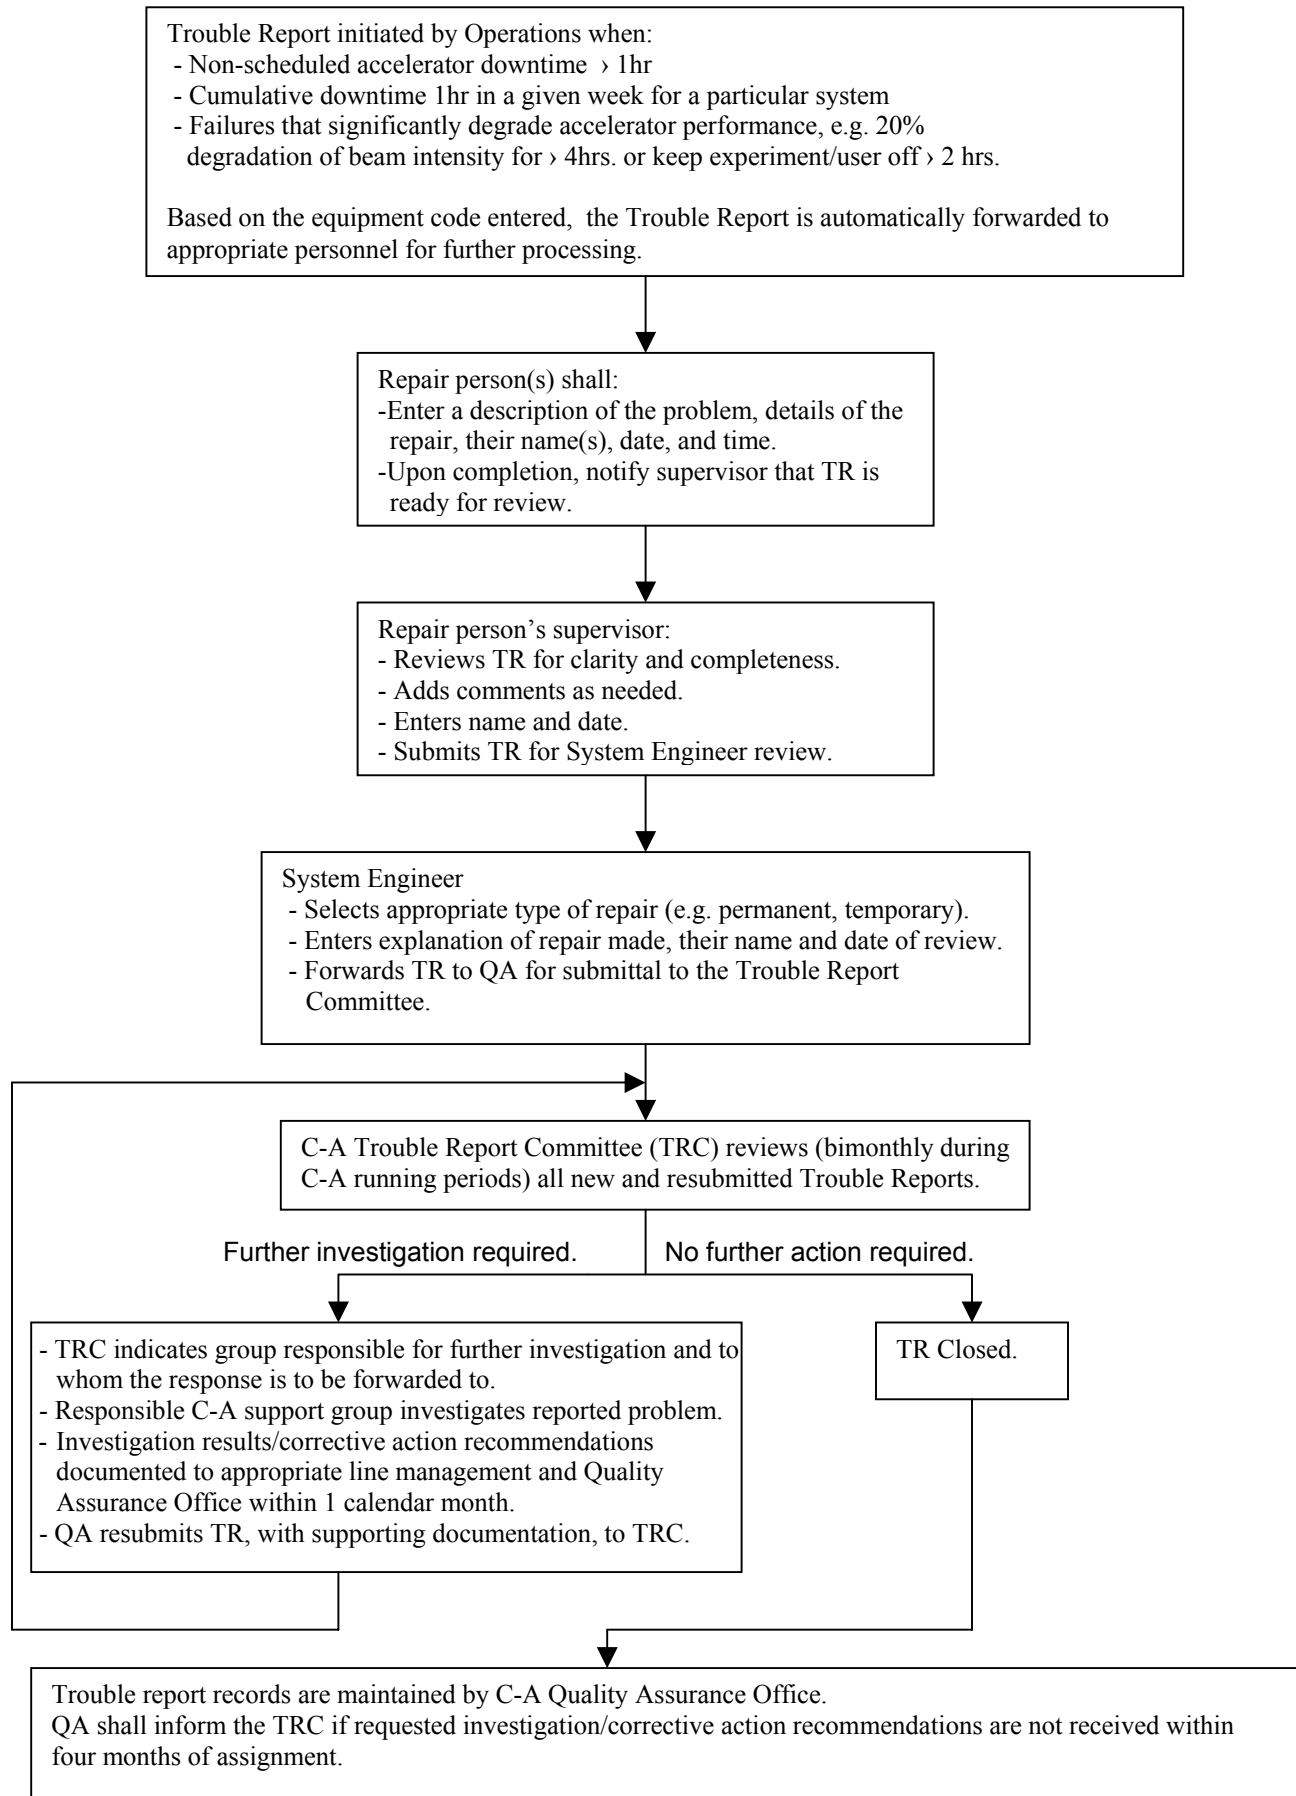 Trouble Report initiated by Operations when:
- Non-scheduled accelerator downtime › 1hr
- Cumulative downtime 1hr in a given week for a particular system
- Failures that significantly degrade accelerator performance, e.g. 20%
degradation of beam intensity for › 4hrs. or keep experiment/user off › 2 hrs.
Based on the equipment code entered, the Trouble Report is automatically forwarded to
appropriate personnel for further processing.
Repair person(s) shall:
-Enter a description of the problem, details of the
repair, their name(s), date, and time.
-Upon completion, notify supervisor that TR is
ready for review.
Repair person’s supervisor:
- Reviews TR for clarity and completeness.
- Adds comments as needed.
- Enters name and date.
- Submits TR for System Engineer review.
System Engineer
- Selects appropriate type of repair (e.g. permanent, temporary).
- Enters explanation of repair made, their name and date of review.
- Forwards TR to QA for submittal to the Trouble Report
Committee.
C-A Trouble Report Committee (TRC) reviews (bimonthly during
C-A running periods) all new and resubmitted Trouble Reports.
Further investigation required.
No further action required.
- TRC indicates group responsible for further investigation and to
whom the response is to be forwarded to.
- Responsible C-A support group investigates reported problem.
- Investigation results/corrective action recommendations
documented to appropriate line management and Quality
Assurance Office within 1 calendar month.
- QA resubmits TR, with supporting documentation, to TRC.
TR Closed.
Trouble report records are maintained by C-A Quality Assurance Office.
QA shall inform the TRC if requested investigation/corrective action recommendations are not received within
four months of assignment.